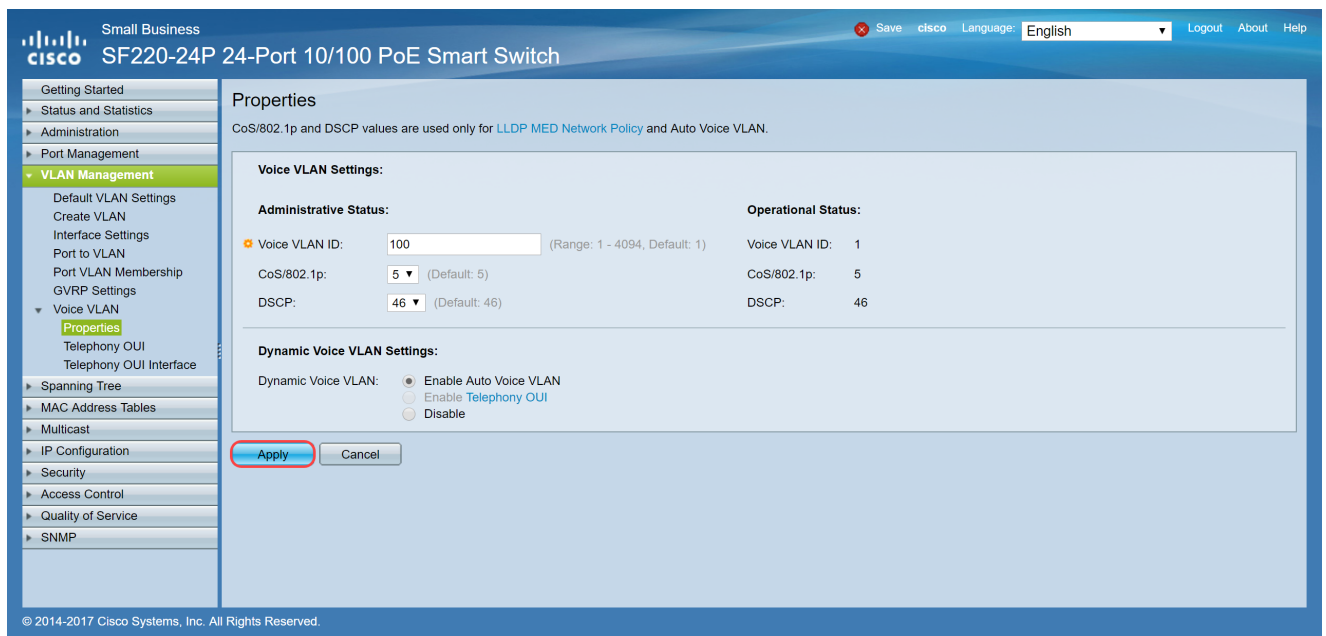 Small Business
cisco SF220-24P 24-Port 10/100 PoE Smart Switch
Save cisco Language: English Logout About Help
Getting Started
Status and Statistics
Administration
Port Management
VLAN Management
Default VLAN Settings
Create VLAN
Interface Settings
Port to VLAN
Port VLAN Membership
GVRP Settings
Voice VLAN
Properties
Telephony OUI
Telephony OUI Interface
Spanning Tree
MAC Address Tables
Multicast
IP Configuration
Security
Access Control
Quality of Service
SNMP
Properties
CoS/802.1p and DSCP values are used only for LLDP MED Network Policy and Auto Voice VLAN.
Voice VLAN Settings:
Administrative Status: Operational Status:
Voice VLAN ID: 100 (Range: 1 - 4094, Default: 1) Voice VLAN ID: 1
CoS/802.1p: 5 (Default: 5) CoS/802.1p: 5
DSCP: 46 (Default: 46) DSCP: 46
Dynamic Voice VLAN Settings:
Dynamic Voice VLAN: Enable Auto Voice VLAN
Enable Telephony OUI
Disable
Apply Cancel
© 2014-2017 Cisco Systems, Inc. All Rights Reserved.